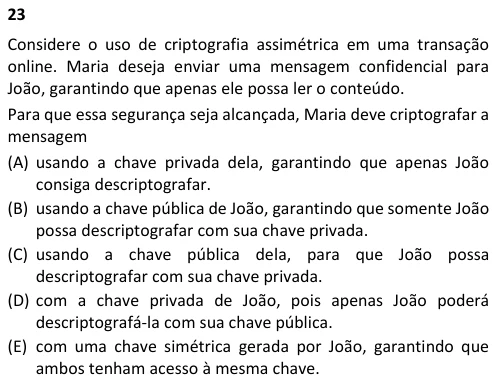 23
Considere o uso de criptografia assimétrica em uma transação
online. Maria deseja enviar uma mensagem confidencial para
João, garantindo que apenas ele possa ler o conteúdo.
Para que essa segurança seja alcançada, Maria deve criptografar a
mensagem
(A) usando a chave privada dela, garantindo que apenas João
consiga descriptografar.
(B) usando a chave pública de João, garantindo que somente João
possa descriptografar com sua chave privada.
(C) usando a chave pública dela, para que João possa
descriptografar com sua chave privada.
(D) com a chave privada de João, pois apenas João poderá
descriptografá-la com sua chave pública.
(E) com uma chave simétrica gerada por João, garantindo que
ambos tenham acesso à mesma chave.